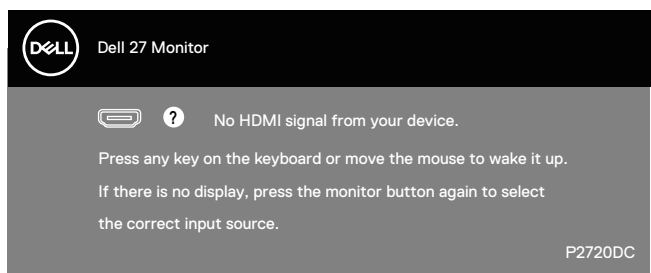 DELL
Dell 27 Monitor
? No HDMI signal from your device.
Press any key on the keyboard or move the mouse to wake it up.
If there is no display, press the monitor button again to select
the correct input source.
P2720DC